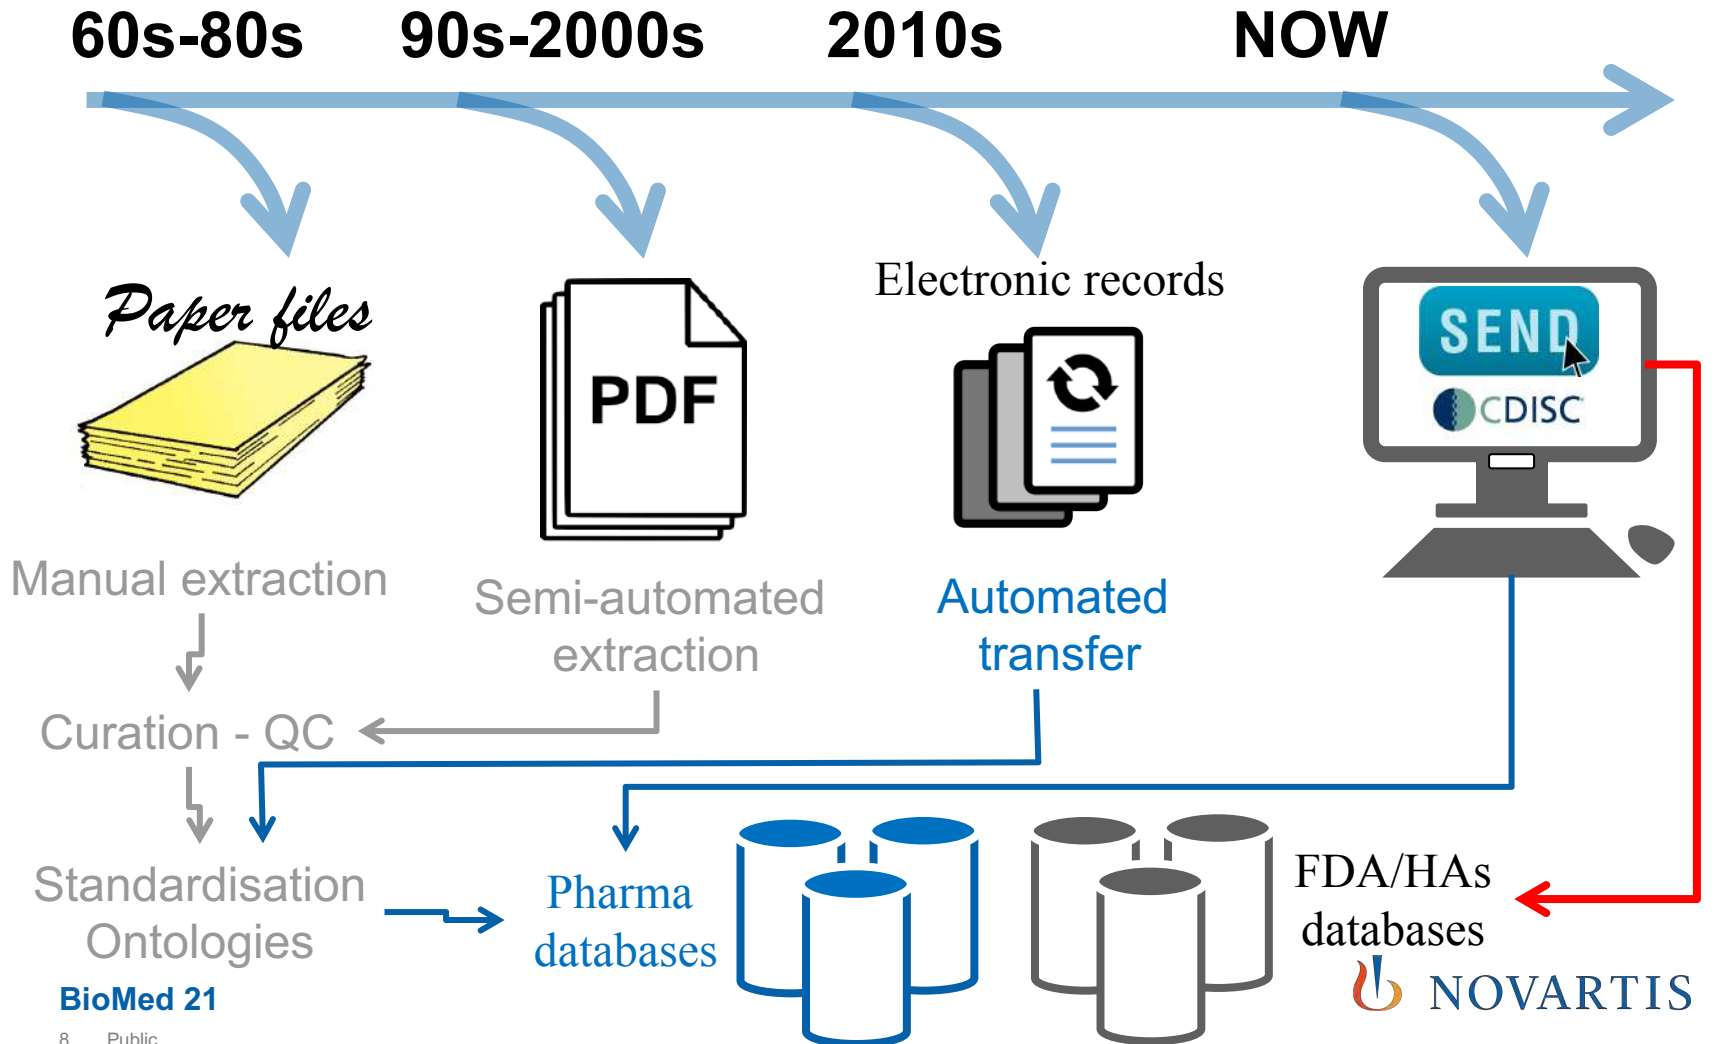 60s-80s 90s-2000s 2010s NOW
Paper files
PDF
Electronic records
SEND
CDISC
Manual extraction
Semi-automated
extraction
Automated
transfer
Curation - QC
Standardisation
Ontologies
Pharma
databases
FDA/HAs
databases
BioMed 21
NOVARTIS
8 Public